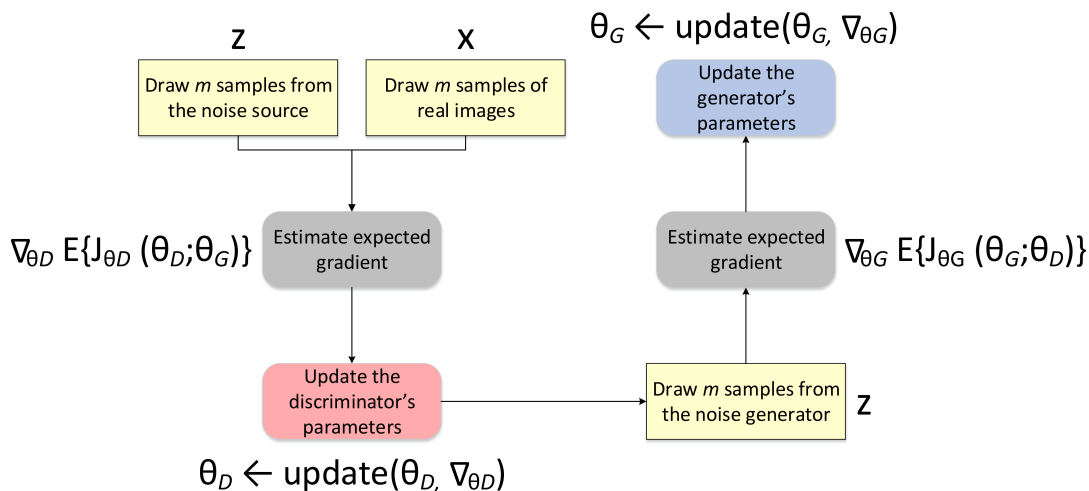 z
x
θG ← update(θG, ∇θG)
Draw m samples from
the noise source
Draw m samples of
real images
Update the
generator's
parameters
∇θD E{JθD (θD;θG)}
Estimate expected
gradient
Estimate expected
gradient
∇θG E{JθG (θG;θD)}
Update the
discriminator's
parameters
Draw m samples from
the noise generator
z
θD ← update(θD, ∇θD)